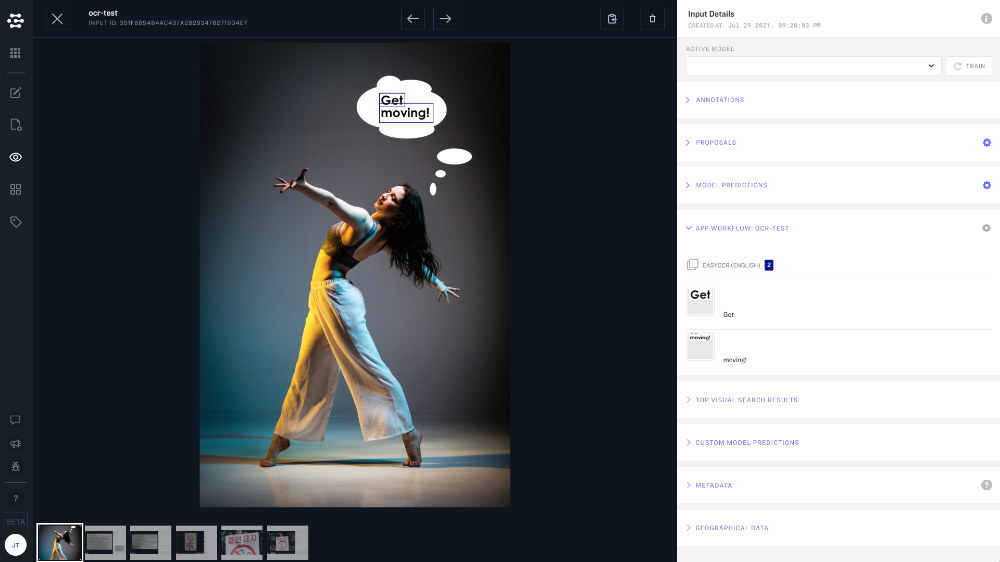 ocr-test
INPUT ID:
Get
moving!
BETA
JT
?
Input Details
CREATED AT: Jul 29 2021, 09:20:03 PM
ACTIVE MODEL
TRAIN
ANNOTATIONS
PROPOSALS
MODEL PREDICTIONS
APP WORKFLOW: OCR-TEST
EASYOCR (ENGLISH) 2
Get
Get
moving!
moving!
TOP VISUAL SEARCH RESULTS
CUSTOM MODEL PREDICTIONS
METADATA
?
GEOGRAPHICAL DATA